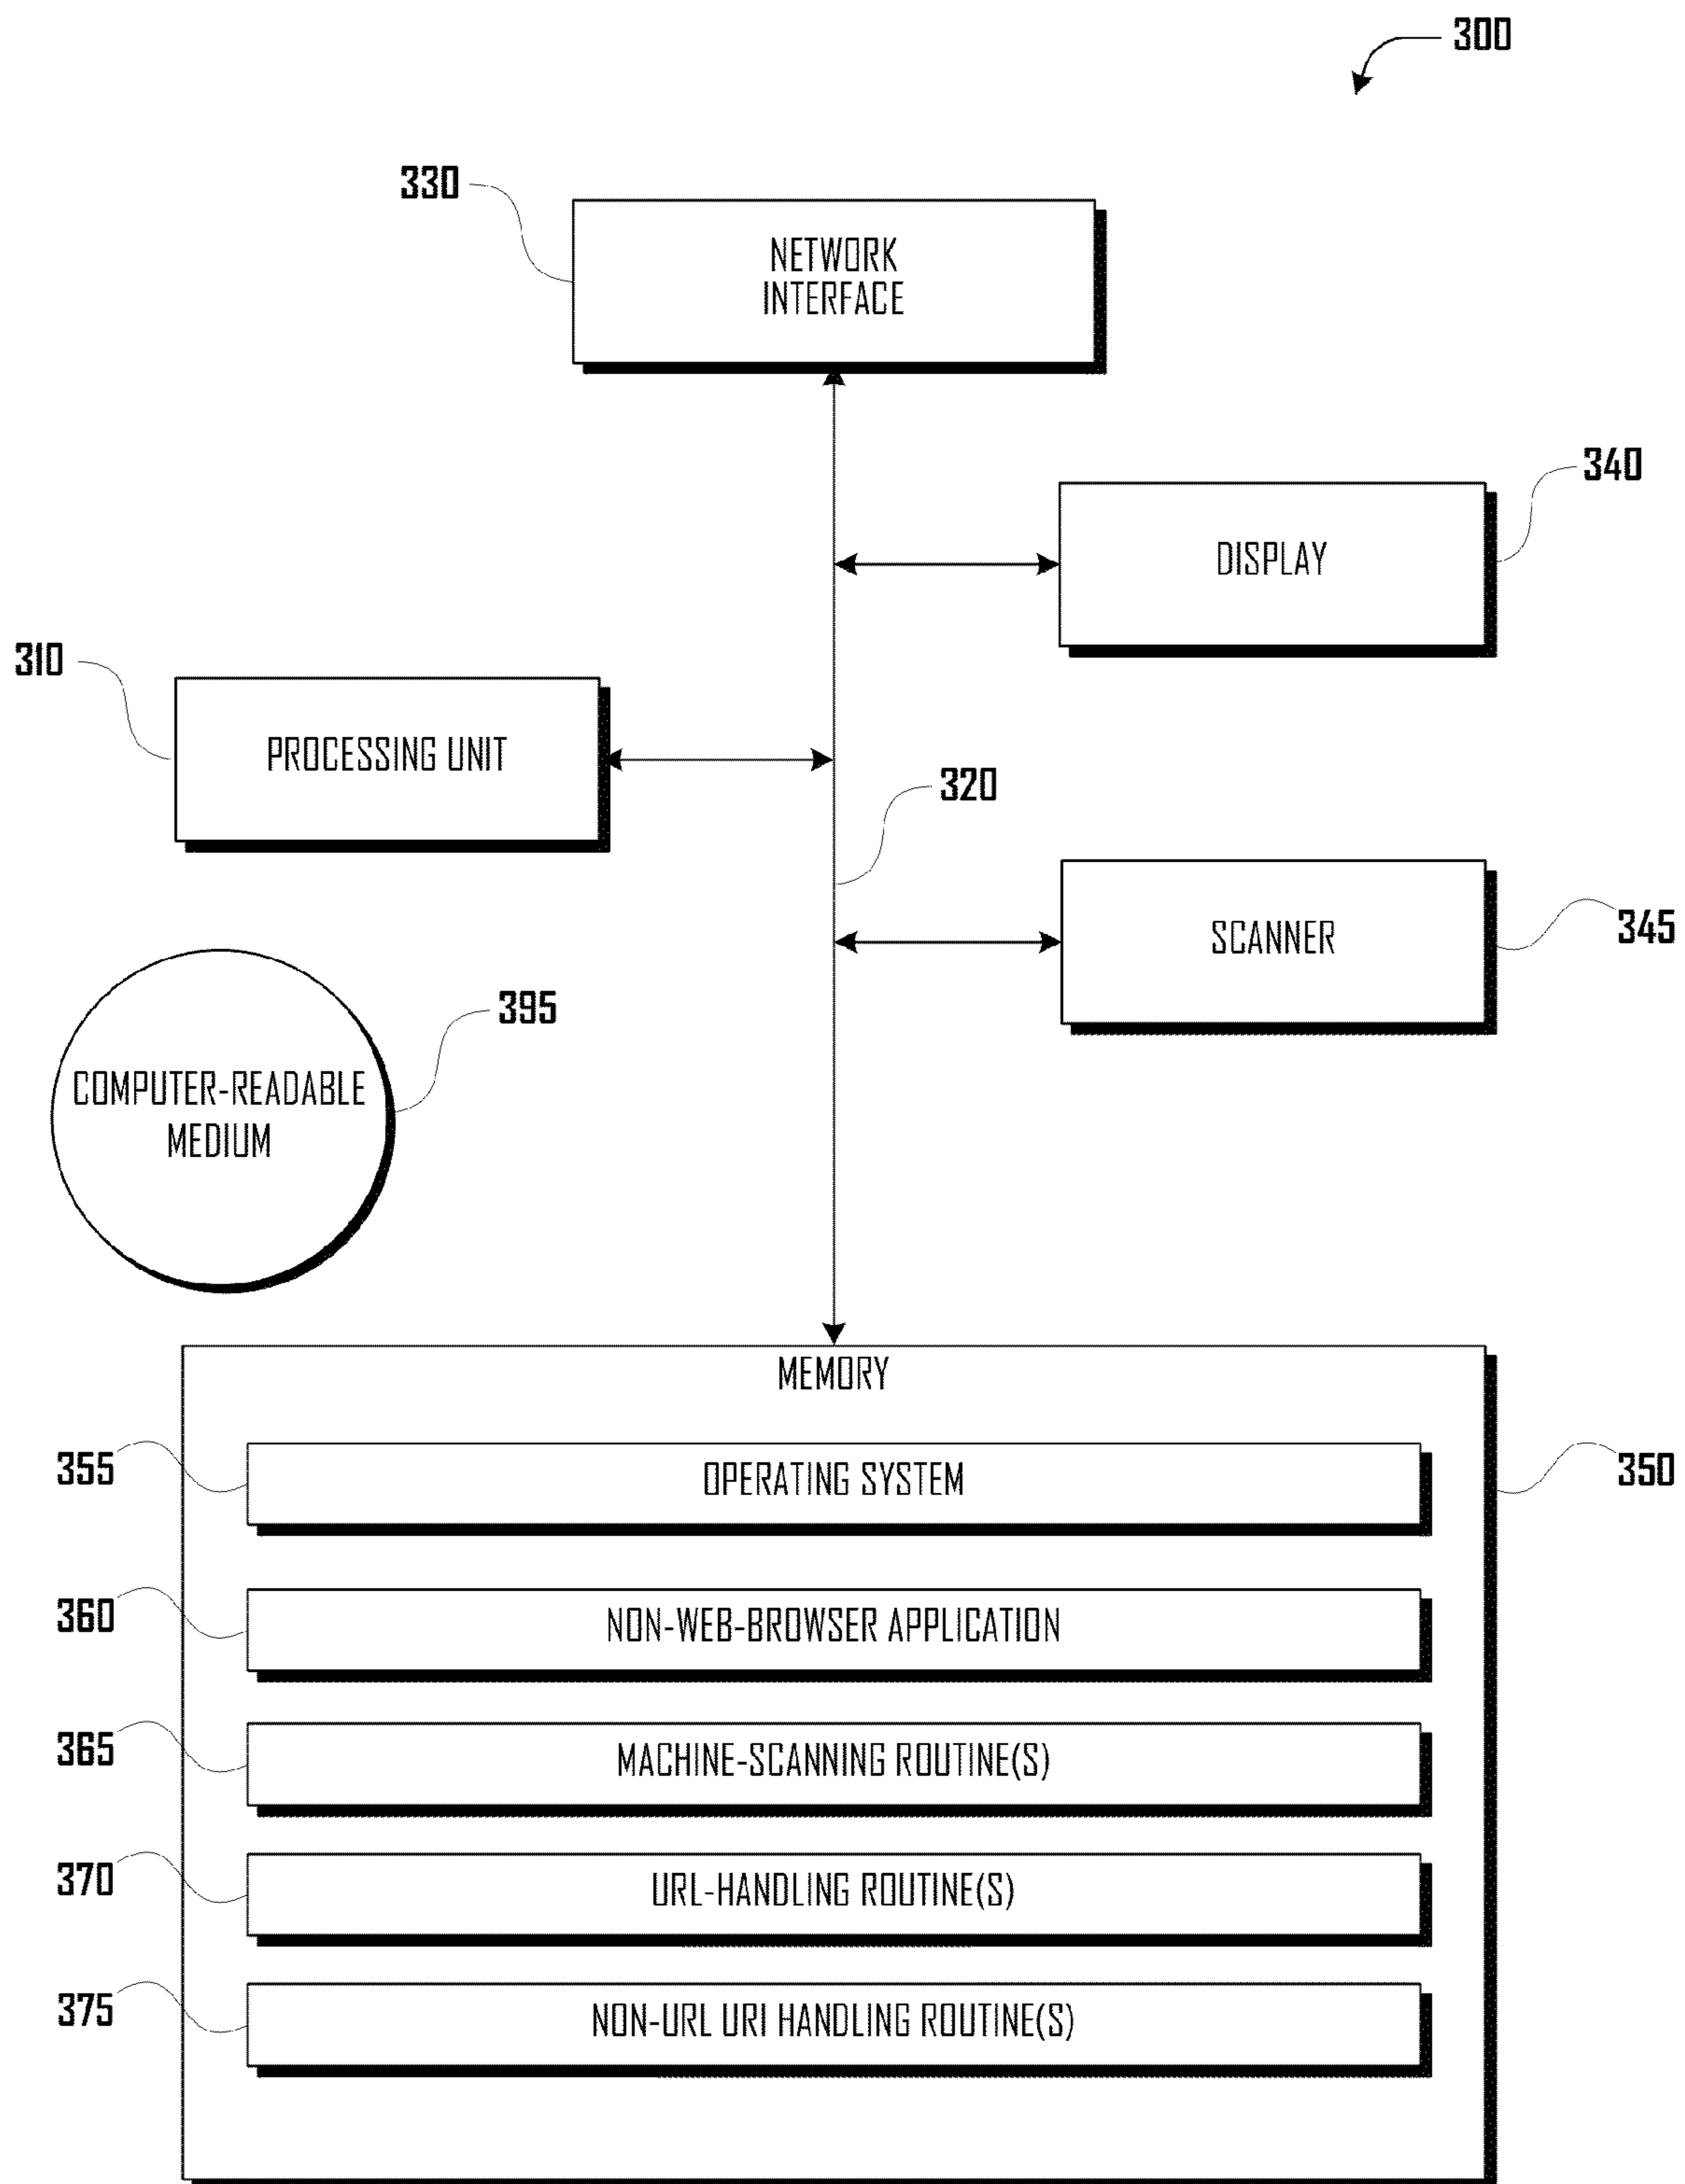 300
330
NETWORK
INTERFACE
340
DISPLAY
310
PROCESSING UNIT
320
345
SCANNER
395
COMPUTER-READABLE
MEDIUM
MEMORY
355
OPERATING SYSTEM
350
360
NON-WEB-BROWSER APPLICATION
365
MACHINE-SCANNING ROUTINE(S)
370
URL-HANDLING ROUTINE(S)
375
NON-URL URI HANDLING ROUTINE(S)